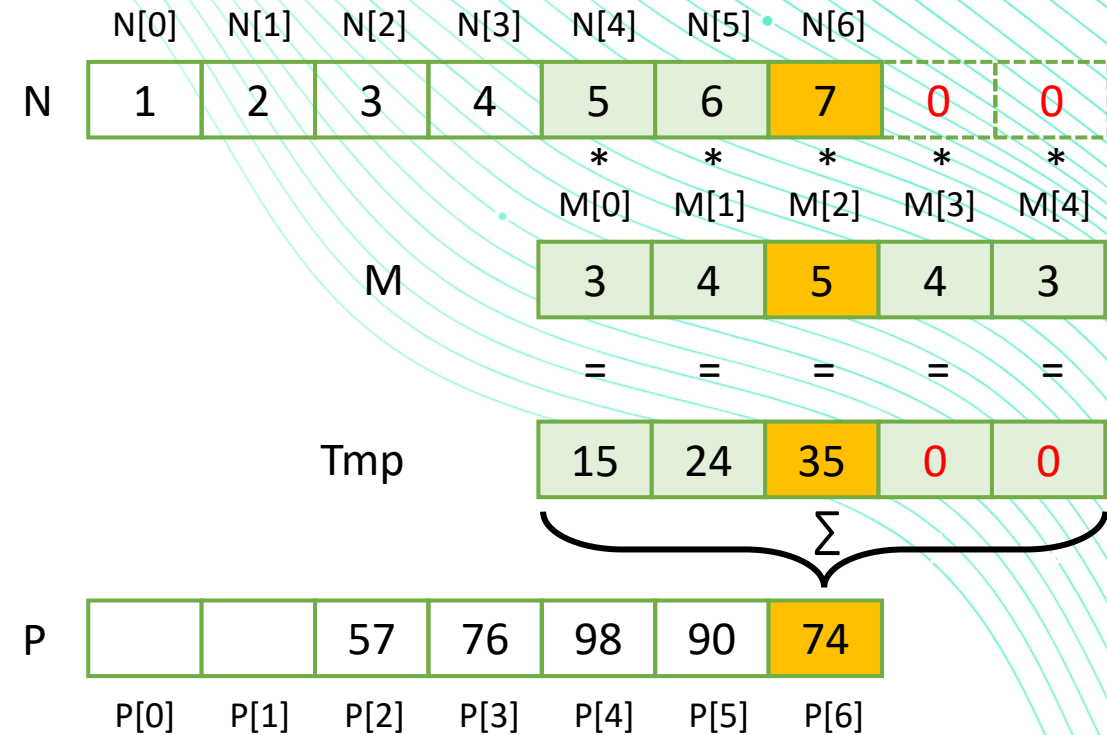 N[0] N[1] N[2] N[3] N[4] N[5] N[6]
N 1 2 3 4 5 6 7 0 0
* * * * *
M[0] M[1] M[2] M[3] M[4]
M 3 4 5 4 3
= = = = =
Tmp 15 24 35 0 0
∑
P 57 76 98 90 74
P[0] P[1] P[2] P[3] P[4] P[5] P[6]